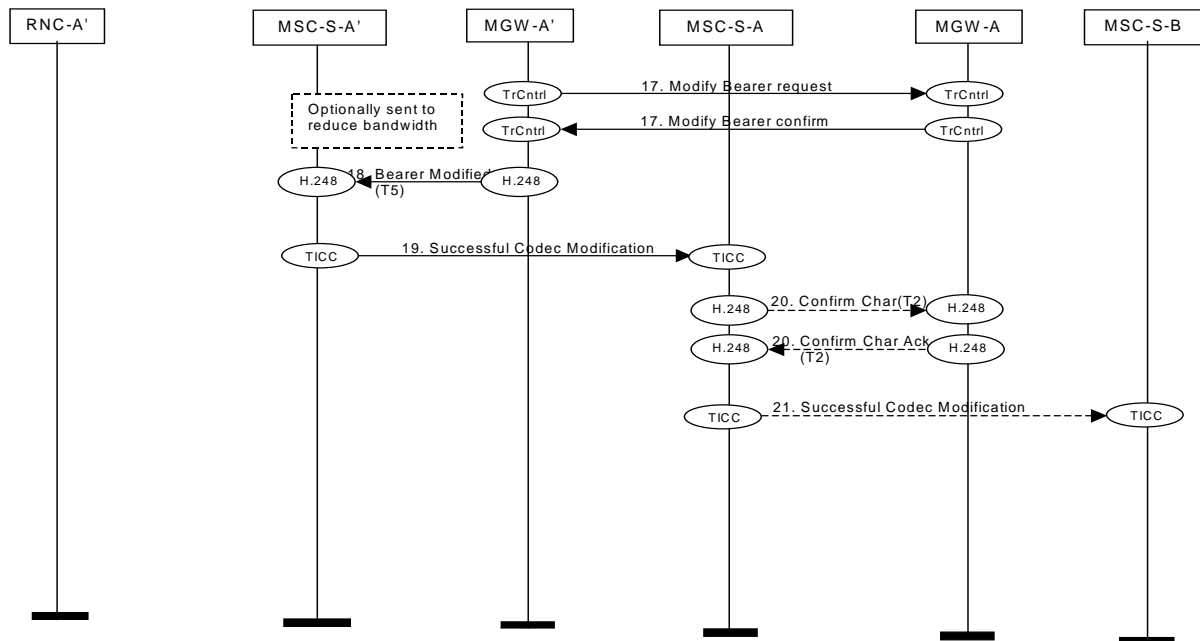 RNC-A'
MSC-S-A’
MGW-A’
MSC-S-A
MGW-A
MSC-S-B
TrCntrl
17. Modify Bearer request
TrCntrl
Optionally sent to
reduce bandwidth
TrCntrl
17. Modify Bearer confirm
TrCntrl
H.248
18. Bearer Modified
(T5)
H.248
TICC
19. Successful Codec Modification
TICC
H.248
20. Confirm Char(T2)
H.248
H.248
20. Confirm Char Ack
(T2)
H.248
TICC
21. Successful Codec Modification
TICC